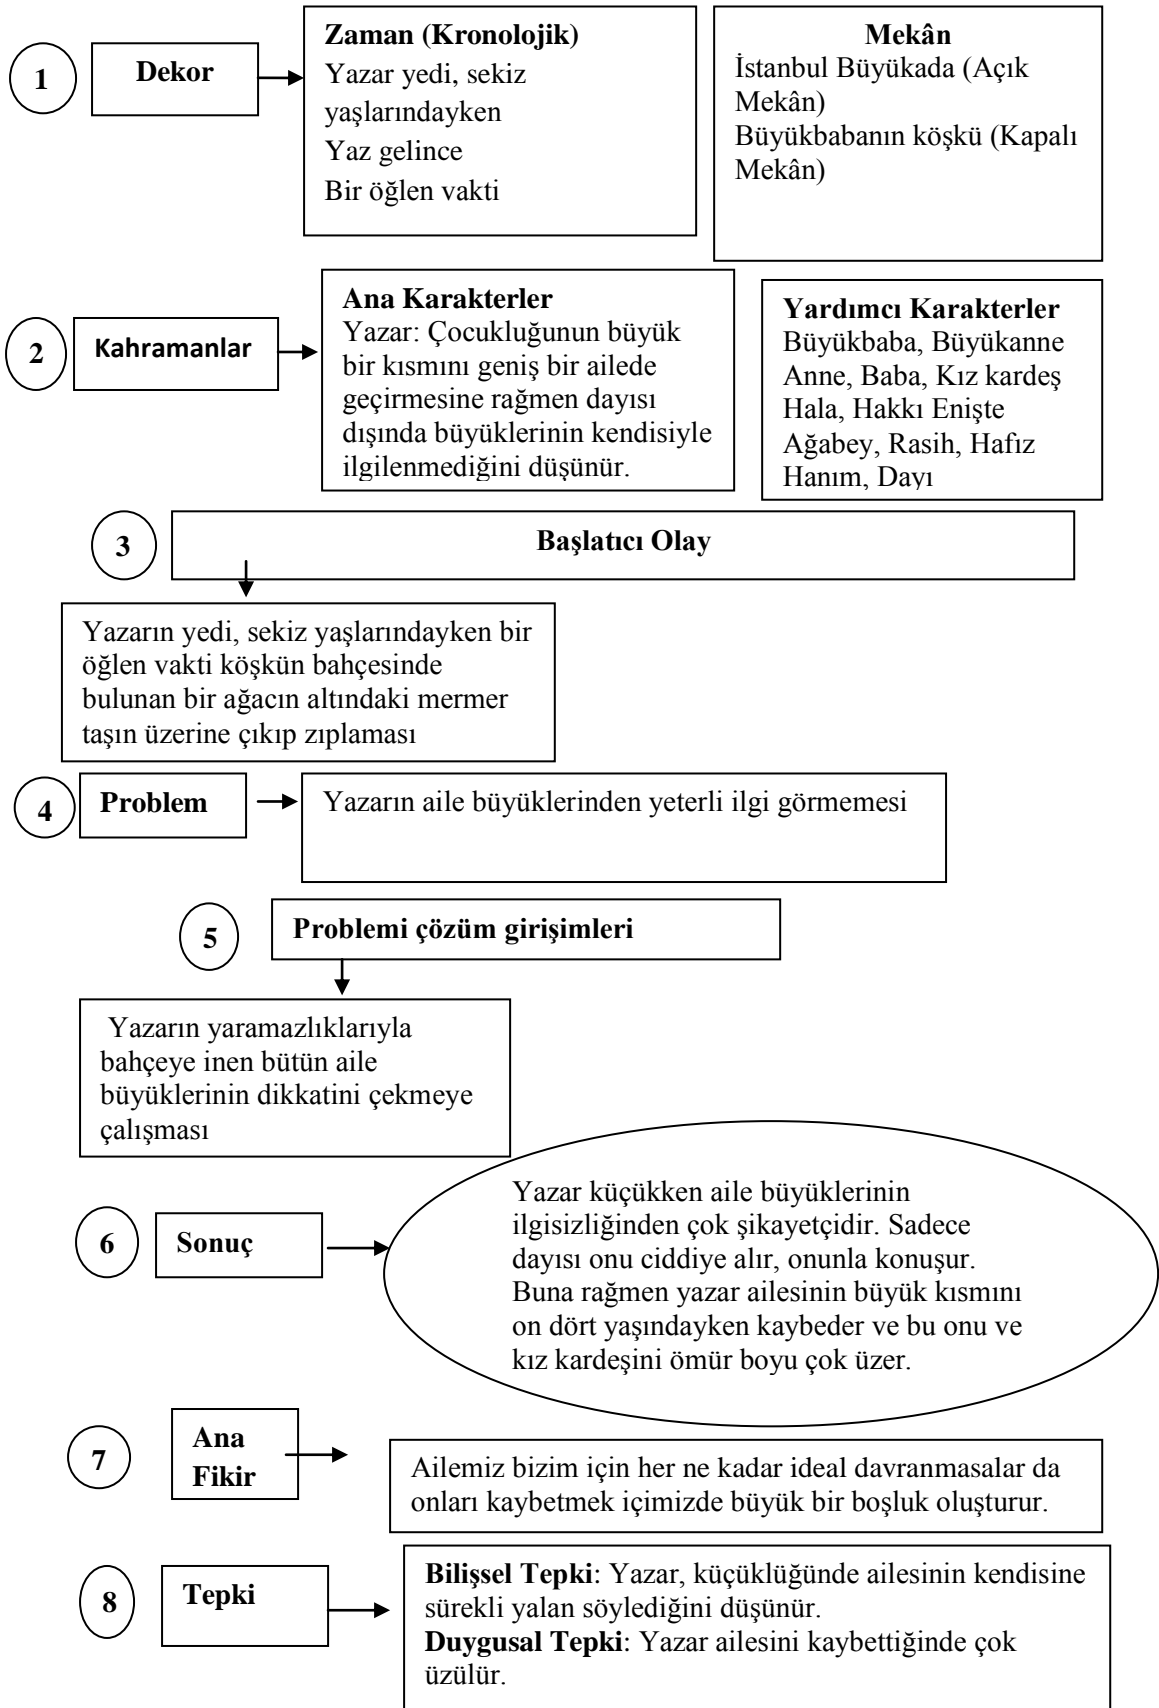 1
Dekor
Zaman (Kronolojik)
Yazar yedi, sekiz
yaşlarındayken
Yaz gelince
Bir öğlen vakti
Mekân
İstanbul Büyükada (Açık
Mekân)
Büyükbabanın köşkü (Kapalı
Mekân)
2
Kahramanlar
Ana Karakterler
Yazar: Çocukluğunun büyük
bir kısmını geniş bir ailede
geçirmesine rağmen dayısı
dışında büyüklerinin kendisiyle
ilgilenmediğini düşünür.
Yardımcı Karakterler
Büyükbaba, Büyükanne
Anne, Baba, Kız kardeş
Hala, Hakkı Enişte
Ağabey, Rasih, Hafız
Hanım, Dayı
3
Başlatıcı Olay
Yazarın yedi, sekiz yaşlarındayken bir
öğlen vakti köşkün bahçesinde
bulunan bir ağacın altındaki mermer
taşın üzerine çıkıp zıplaması
4
Problem
Yazarın aile büyüklerinden yeterli ilgi görmemesi
5
Problemi çözüm girişimleri
Yazarın yaramazlıklarıyla
bahçeye inen bütün aile
büyüklerinin dikkatini çekmeye
çalışması
6
Sonuç
Yazar küçükken aile büyüklerinin
ilgisizliğinden çok şikayetçidir. Sadece
dayısı onu ciddiye alır, onunla konuşur.
Buna rağmen yazar ailesinin büyük kısmını
on dört yaşındayken kaybeder ve bu onu ve
kız kardeşini ömür boyu çok üzer.
7
Ana
Fikir
Ailemiz bizim için her ne kadar ideal davranmasalar da
onları kaybetmek içimizde büyük bir boşluk oluşturur.
8
Tepki
Bilişsel Tepki: Yazar, küçüklüğünde ailesinin kendisine
sürekli yalan söylediğini düşünür.
Duygusal Tepki: Yazar ailesini kaybettiğinde çok
üzülür.